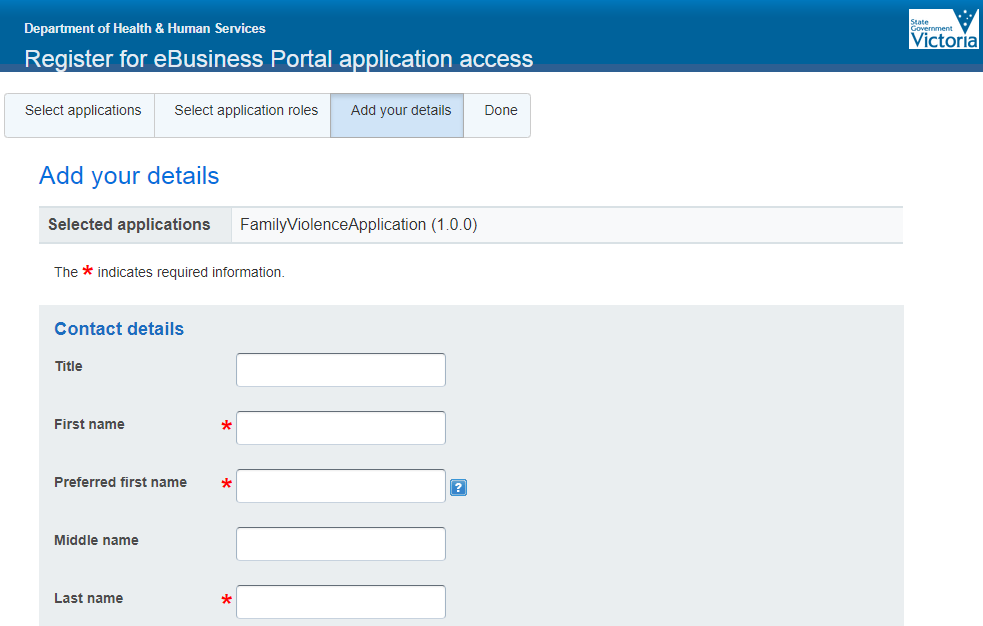 Department of Health & Human Services
Register for eBusiness Portal application access
State
Government
Victoria
Select applications
Select application roles
Add your details
Done
Add your details
Selected applications FamilyViolenceApplication (1.0.0)
The * indicates required information.
Contact details
Title
First name *
Preferred first name * ?
Middle name
Last name *